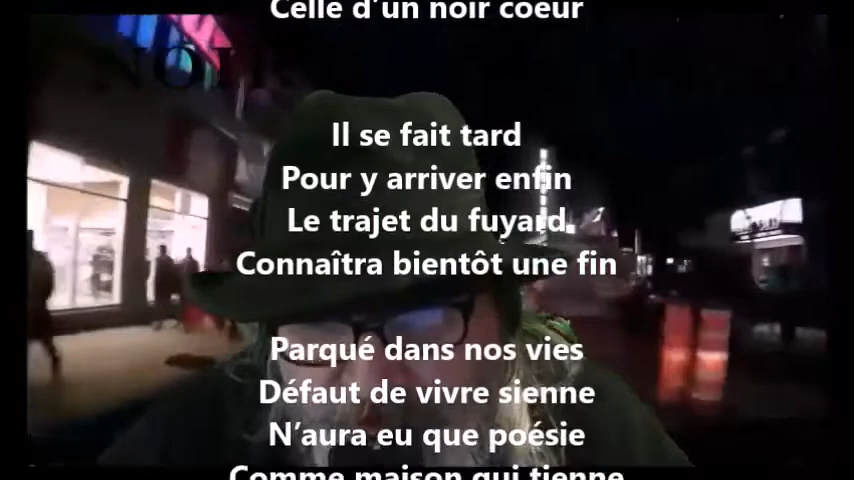 Celle d'un noir coeur
Il se fait tard
Pour y arriver enfin
Le trajet du fuyard
Connaîtra bientôt une fin
Parqué dans nos vies
Défaut de vivre sienne
N'aura eu que poésie
Comme maison qui tienne